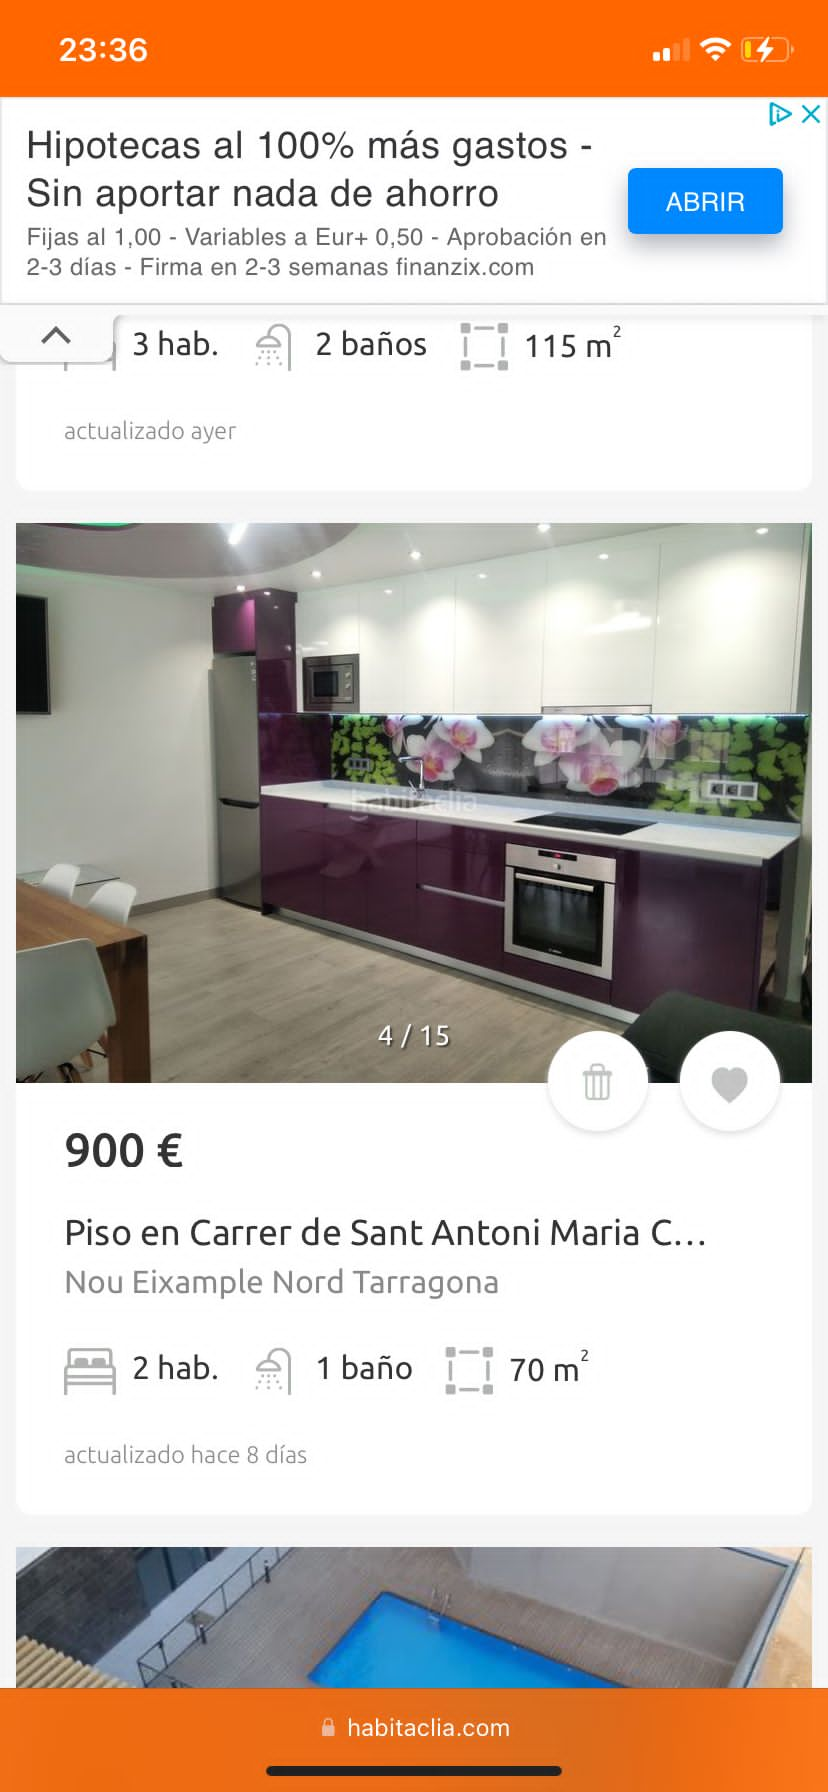 23:36
Hipotecas al 100% más gastos -
Sin aportar nada de ahorro
Fijas al 1,00 - Variables a Eur+ 0,50 - Aprobación en
2-3 días - Firma en 2-3 semanas finanzix.com
ABRIR
3 hab. 2 baños 115 m²
actualizado ayer
habitaclia
4 / 15
900 €
Piso en Carrer de Sant Antoni Maria C...
Nou Eixample Nord Tarragona
2 hab. 1 baño 70 m²
actualizado hace 8 días
habitaclia.com